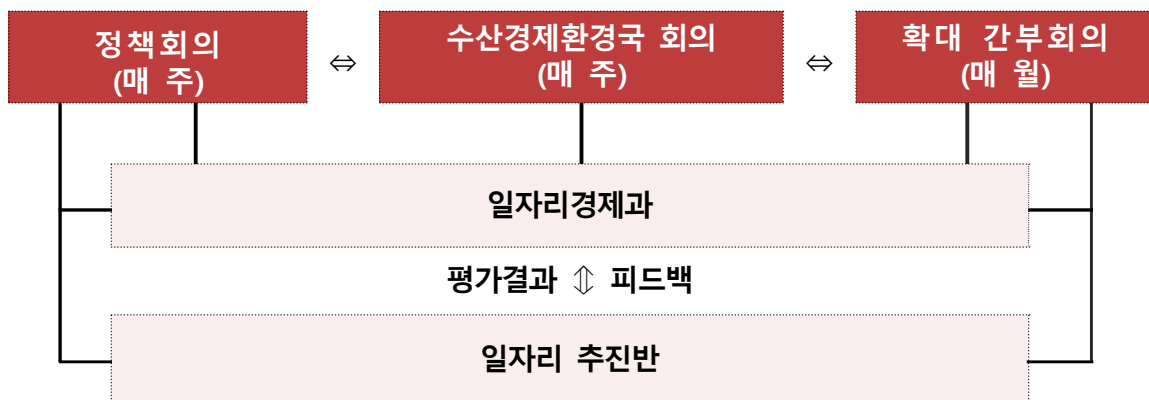 정책회의
(매 주)
⇔
수산경제환경국 회의
(매 주)
⇔
확대 간부회의
(매 월)
일자리경제과
평가결과 ⇕ 피드백
일자리 추진반